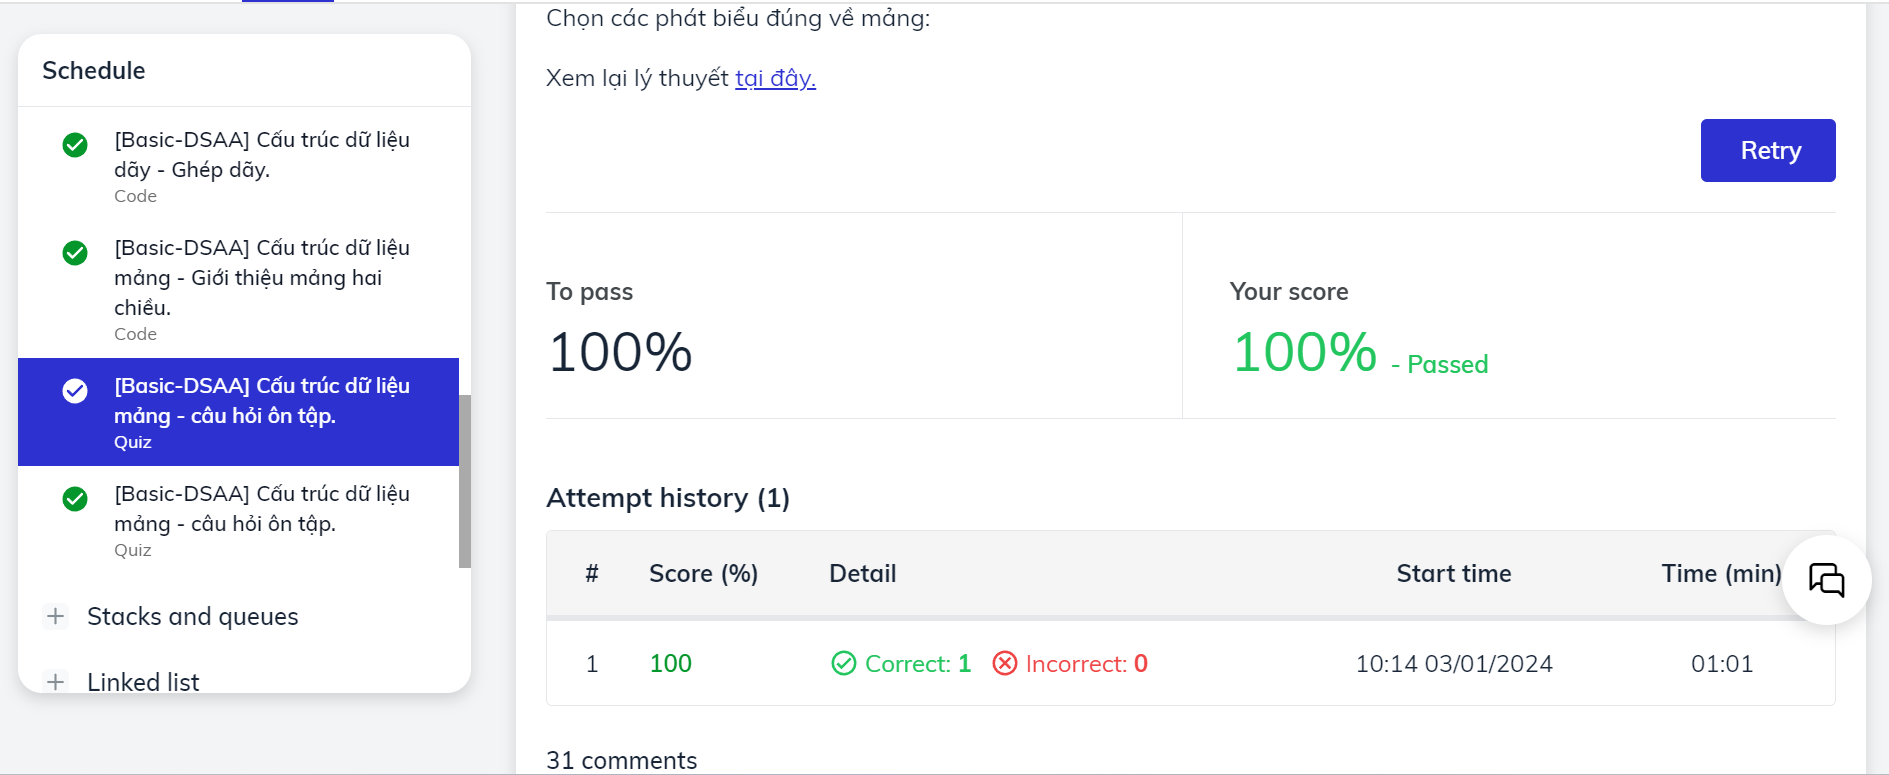 Schedule
[Basic-DSAA] Cấu trúc dữ liệu
dãy - Ghép dãy.
Code
[Basic-DSAA] Cấu trúc dữ liệu
mảng - Giới thiệu mảng hai
chiều.
Code
[Basic-DSAA] Cấu trúc dữ liệu
mảng - câu hỏi ôn tập.
Quiz
[Basic-DSAA] Cấu trúc dữ liệu
mảng - câu hỏi ôn tập.
Quiz
Stacks and queues
Linked list
Chọn các phát biểu đúng về mảng:
Xem lại lý thuyết tại đây.
Retry
To pass
100%
Your score
100% - Passed
Attempt history (1)
# Score (%) Detail Start time Time (min)
1 100 Correct: 1 Incorrect: 0 10:14 03/01/2024 01:01
31 comments